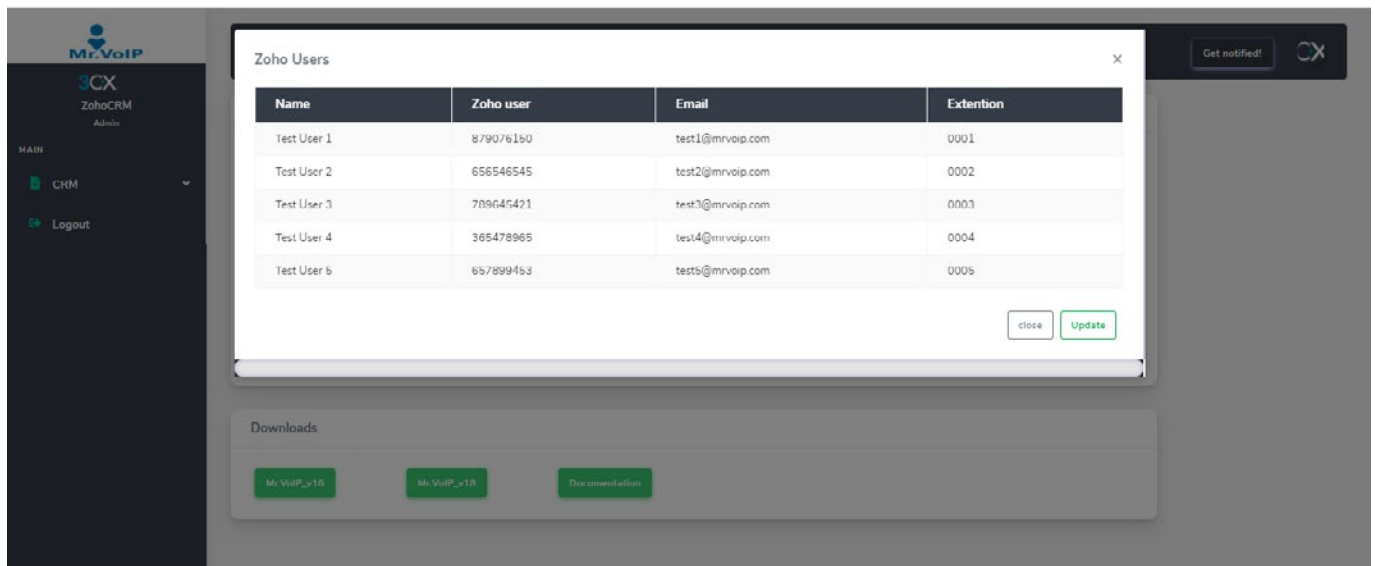 Mr.VoIP
3CX
ZohoCRM
Admin
MAIN
CRM
Logout
Get notified!
CX
Zoho Users ×
Name Zoho user Email Extention
Test User 1 879076150 test1@mrvoip.com 0001
Test User 2 656546545 test2@mrvoip.com 0002
Test User 3 789645421 test3@mrvoip.com 0003
Test User 4 365478965 test4@mrvoip.com 0004
Test User 5 657899453 test5@mrvoip.com 0005
close Update
Downloads
Mr.VoIP_v16 Mr.VoIP_v18 Documentation